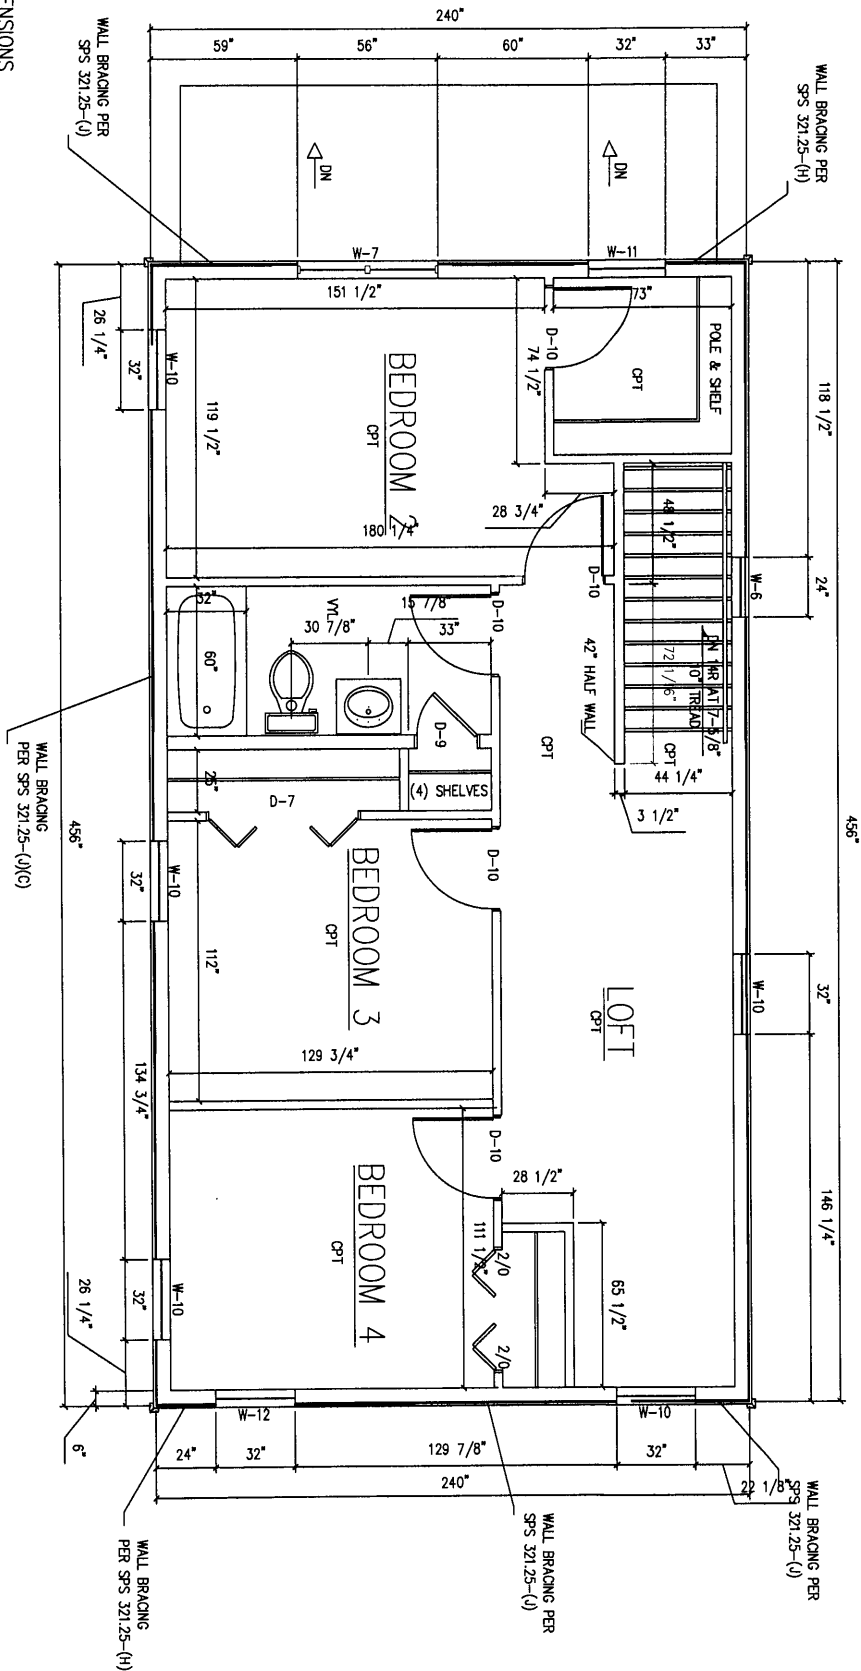 ENSIONS
240"
59"
56"
60"
32"
33"
WALL BRACING PER
SPS 321.25-(J)
WALL BRACING PER
SPS 321.25-(H)
DN
DN
W-7
W-11
151 1/2"
73"
POLE & SHELF
CPT
D-10
74 1/2"
26 1/4"
32"
W-10
119 1/2"
BEDROOM 2
CPT
118 1/2"
28 3/4"
48 1/2"
180 1/4"
D-10
W-6
24"
32"
VYL
15 7/8"
30 7/8"
33"
D-10
60"
42" HALF WALL
DN 14R AT 7-5/8"
10" TREAD
72 1/16"
CPT
CPT
D-9
44 1/4"
3 1/2"
WALL BRACING
PER SPS 321.25-(J)(C)
25"
D-7
(4) SHELVES
456"
456"
32"
W-10
BEDROOM 3
CPT
D-10
112"
129 3/4"
LOFT
CPT
W-10
32"
134 3/4"
D-10
28 1/2"
146 1/4"
BEDROOM 4
CPT
111 1/2"
2/0
2/0
65 1/2"
W-10
32"
26 1/4"
6"
W-12
W-10
24"
32"
129 7/8"
32"
22 1/8"
240"
WALL BRACING
PER SPS 321.25-(H)
WALL BRACING PER
SPS 321.25-(J)
WALL BRACING PER
SPS 321.25-(J)